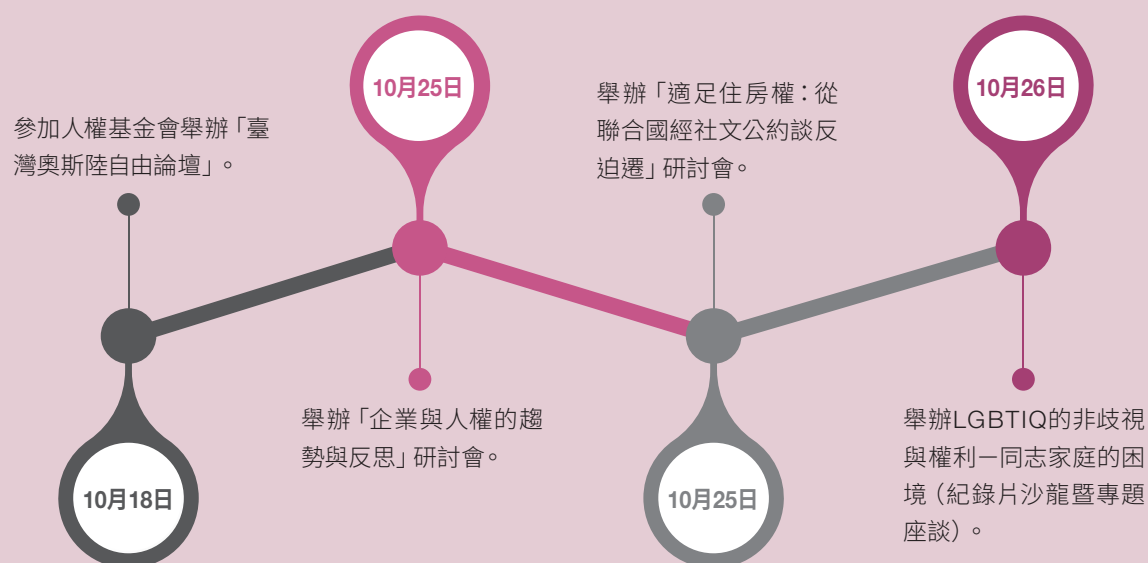 10月18日
參加人權基金會舉辦「臺
灣奧斯陸自由論壇」。
10月25日
舉辦「企業與人權的趨
勢與反思」研討會。
10月25日
舉辦「適足住房權:從
聯合國經社文公約談反
迫遷」研討會。
10月26日
舉辦LGBTIQ的非歧視
與權利—同志家庭的困
境(紀錄片沙龍暨專題
座談)。